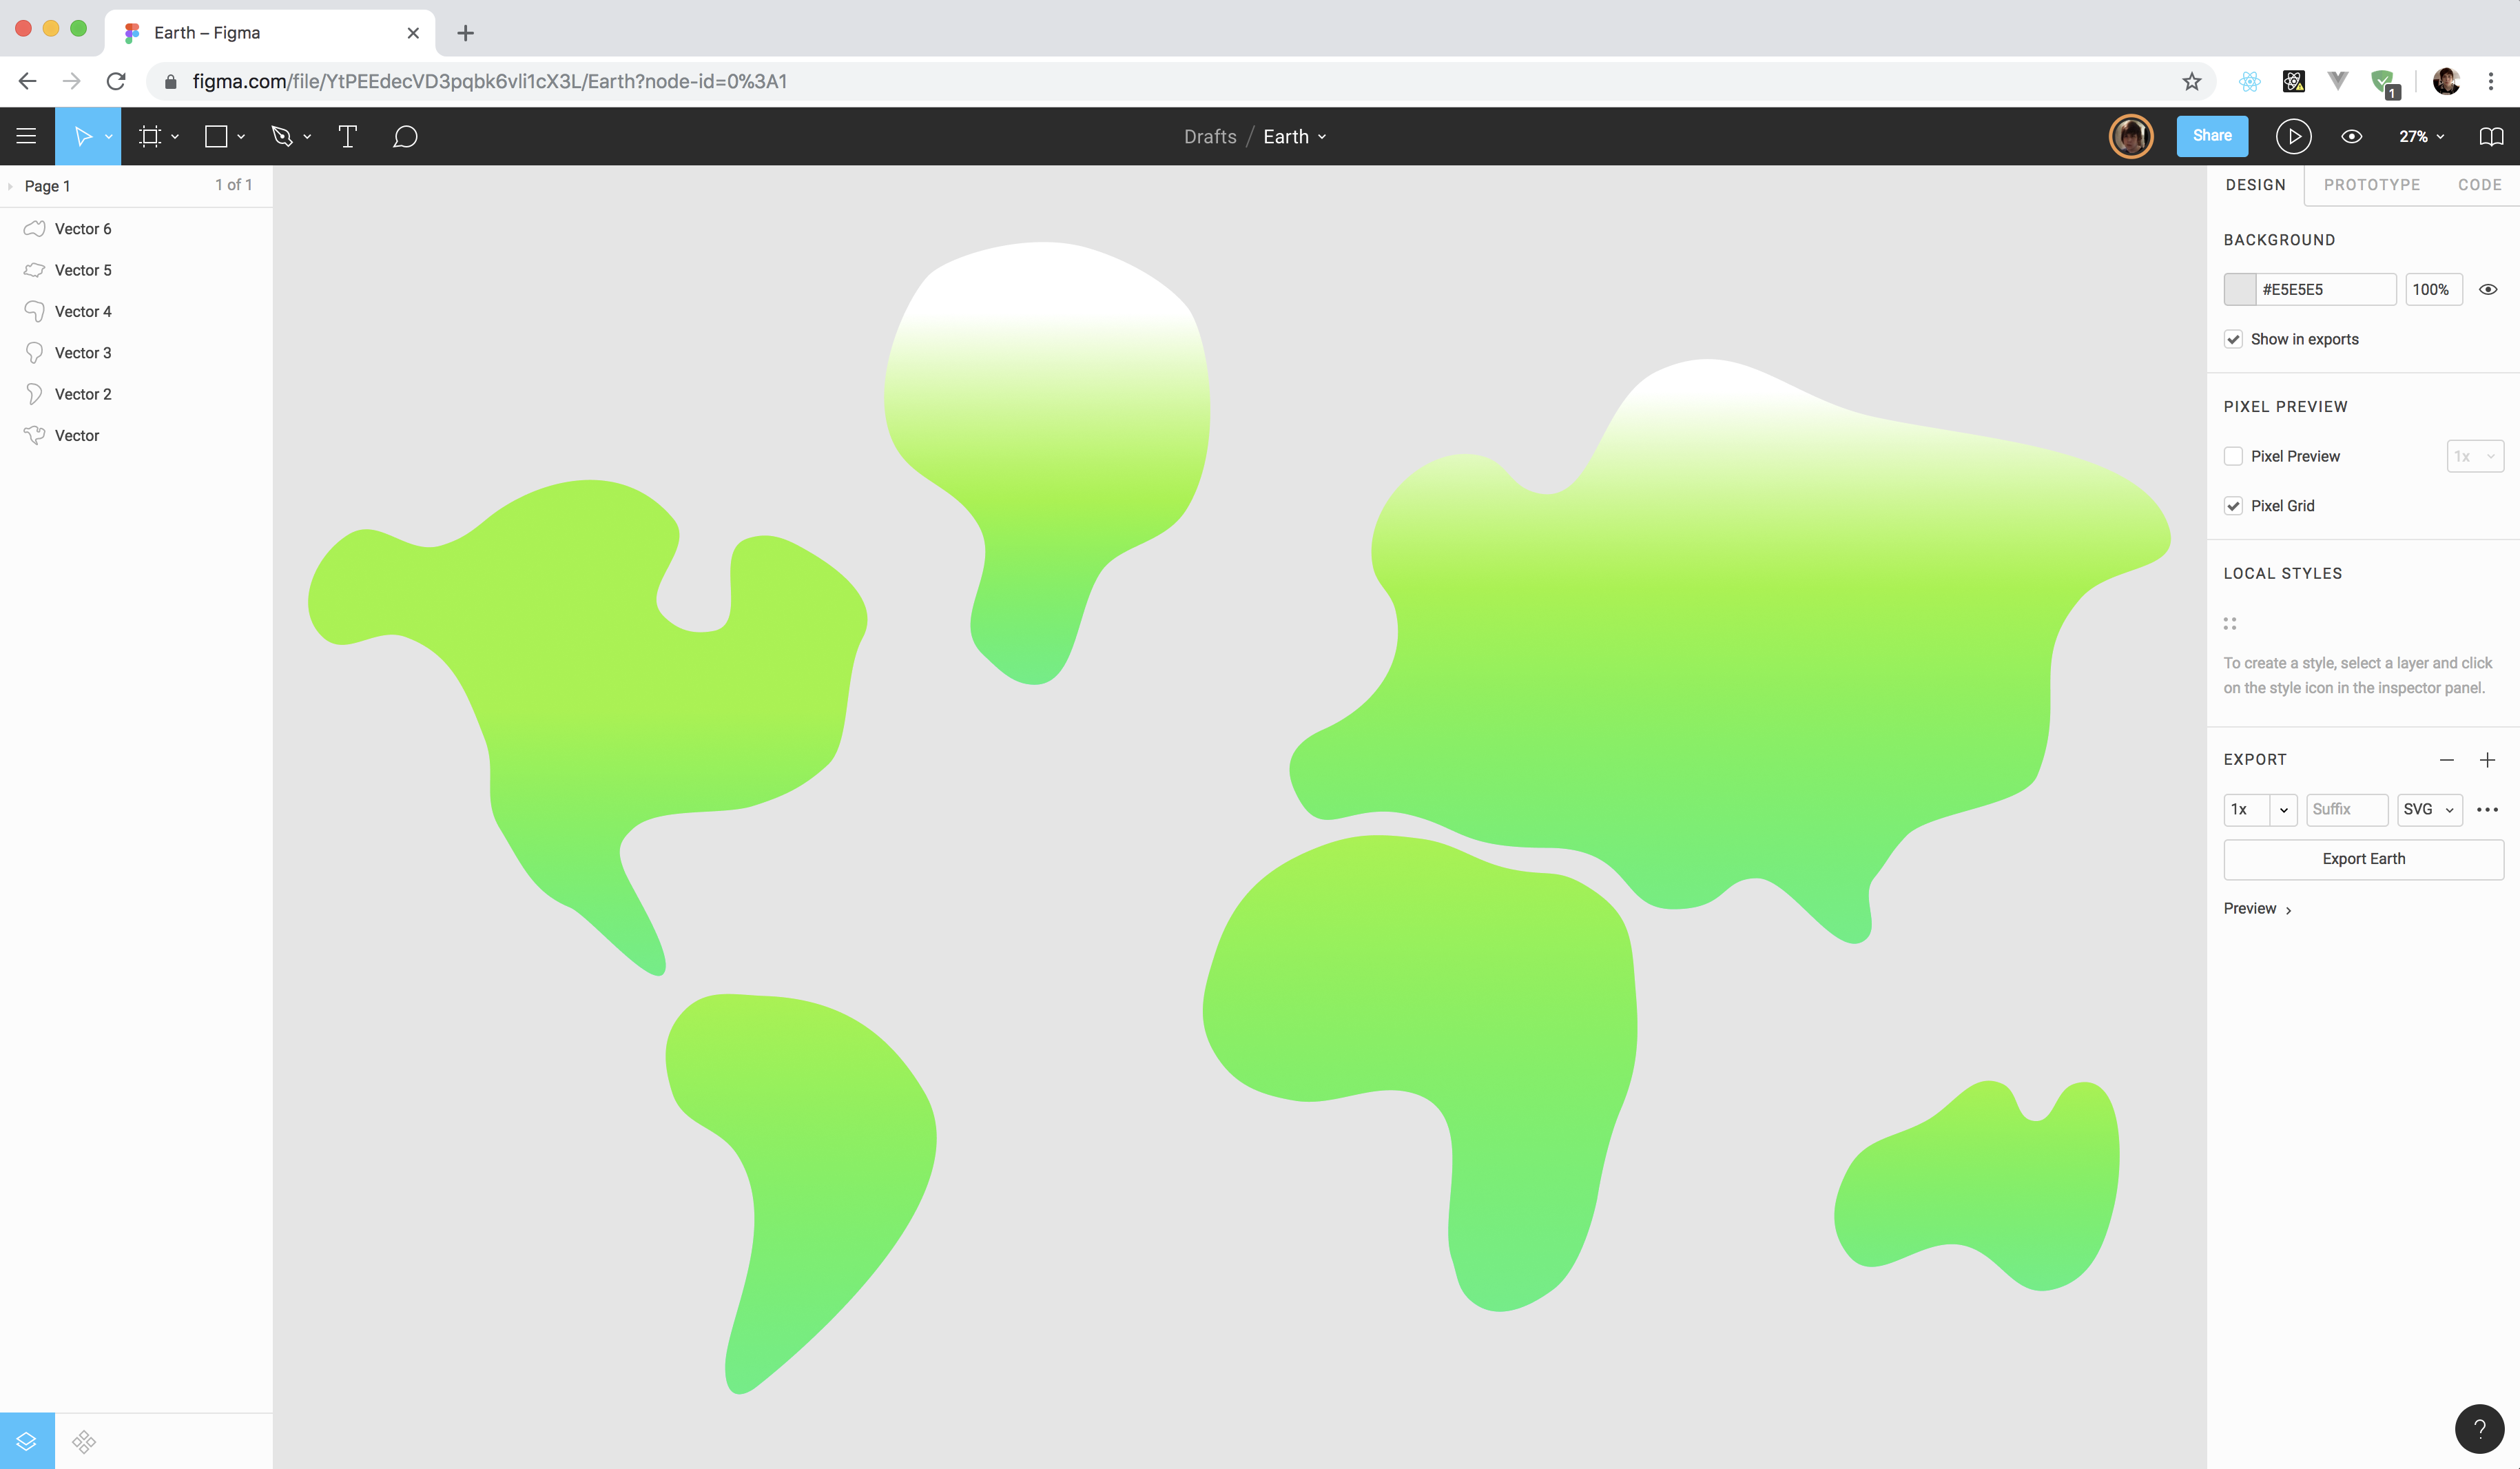 Earth – Figma
figma.com/file/YtPEEdecVD3pqbk6vli1cX3L/Earth?node-id=0%3A1
1
Drafts / Earth
Share
27%
Page 1
1 of 1
Vector 6
Vector 5
Vector 4
Vector 3
Vector 2
Vector
DESIGN
PROTOTYPE
CODE
BACKGROUND
#E5E5E5
100%
Show in exports
PIXEL PREVIEW
Pixel Preview
1x
Pixel Grid
LOCAL STYLES
To create a style, select a layer and click
on the style icon in the inspector panel.
EXPORT
1x
Suffix
SVG
Export Earth
Preview
?